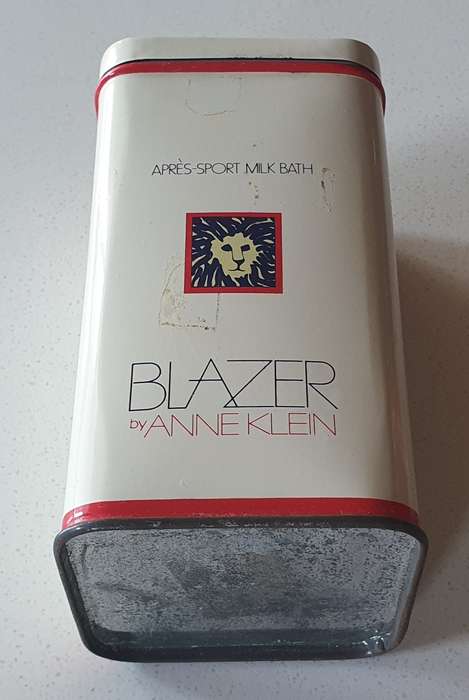 APRÈS-SPORT MILK BATH
BLAZER
by ANNE KLEIN